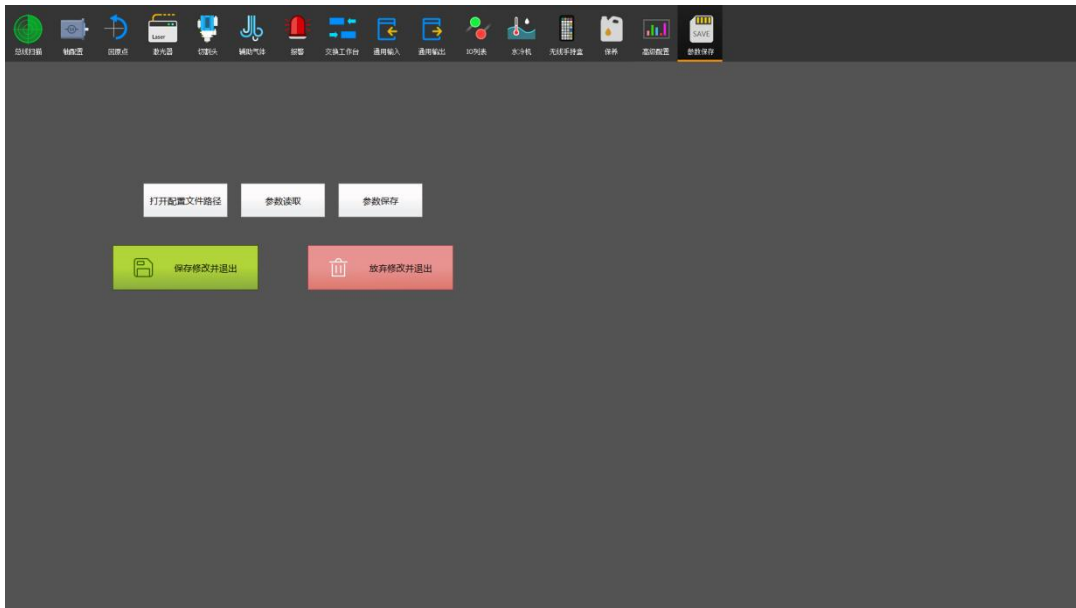 总线扫描 轴配置 回原点 激光器 切割头 辅助气体 报警 交换工作台 通用输入 通用输出 IO列表 水冷机 无线手持盒 保养 高级配置 参数保存
Laser
SAVE
打开配置文件路径 参数读取 参数保存
保存修改并退出 放弃修改并退出